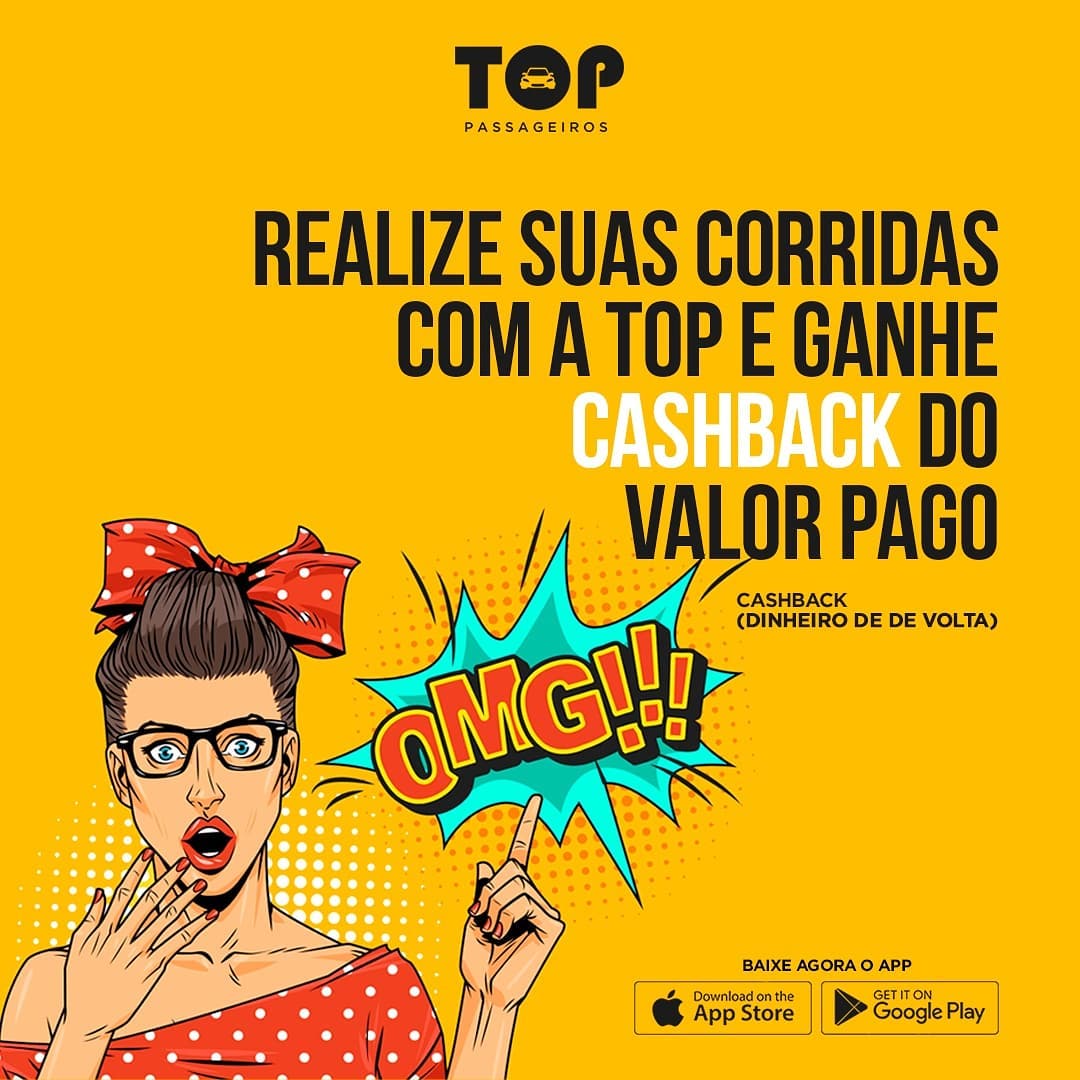 TOP
PASSAGEIROS
REALIZE SUAS CORRIDAS
COM A TOP E GANHE
CASHBACK DO
VALOR PAGO
CASHBACK
(DINHEIRO DE DE VOLTA)
OMG!!!
BAIXE AGORA O APP
Download on the
App Store
GET IT ON
Google Play